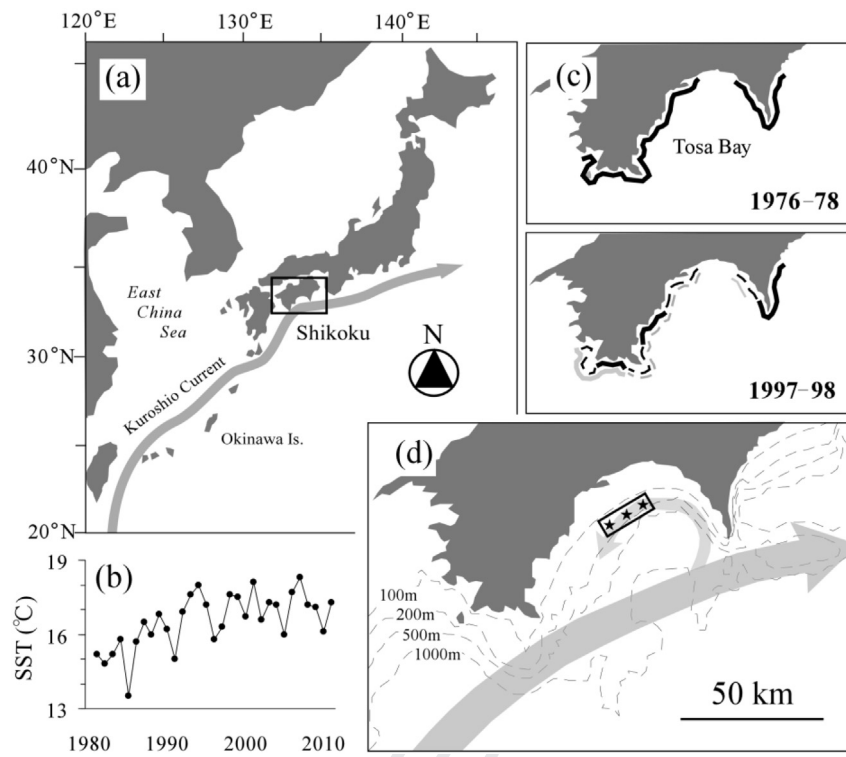 120°E
130°E
140°E
(a)
40°N
East
China
Sea
Shikoku
N
30°N
Kuroshio Current
Okinawa Is.
20°N
(b)
SST (℃)
19
16
13
1980
1990
2000
2010
(c)
Tosa Bay
1976–78
1997–98
(d)
100m
200m
500m
1000m
50 km